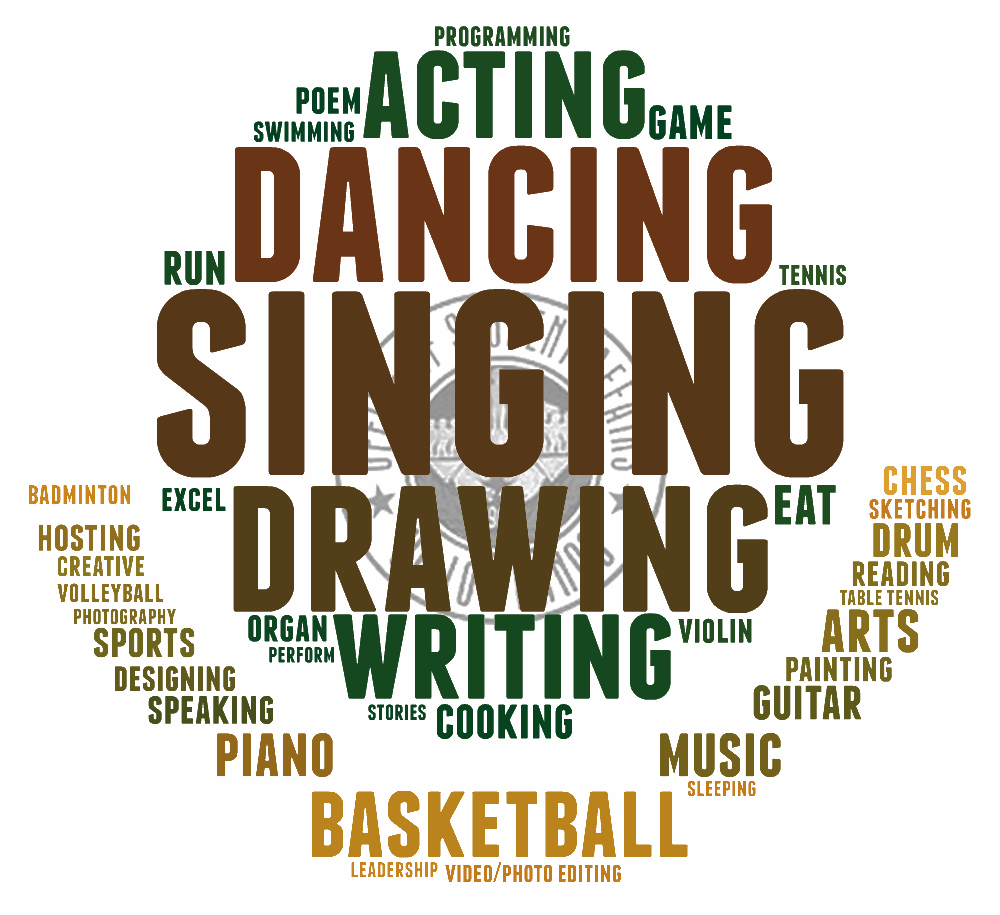 PROGRAMMING
ACTING
POEM
SWIMMING
GAME
DANCING
RUN
TENNIS
SINGING
BADMINTON
EXCEL
DRAWING
EAT
CHESS
SKETCHING
HOSTING
DRUM
CREATIVE
READING
VOLLEYBALL
TABLE TENNIS
PHOTOGRAPHY
ORGAN
PERFORM
WRITING
VIOLIN
ARTS
SPORTS
PAINTING
DESIGNING
GUITAR
SPEAKING
STORIES
COOKING
PIANO
MUSIC
SLEEPING
BASKETBALL
LEADERSHIP
VIDEO/PHOTO EDITING